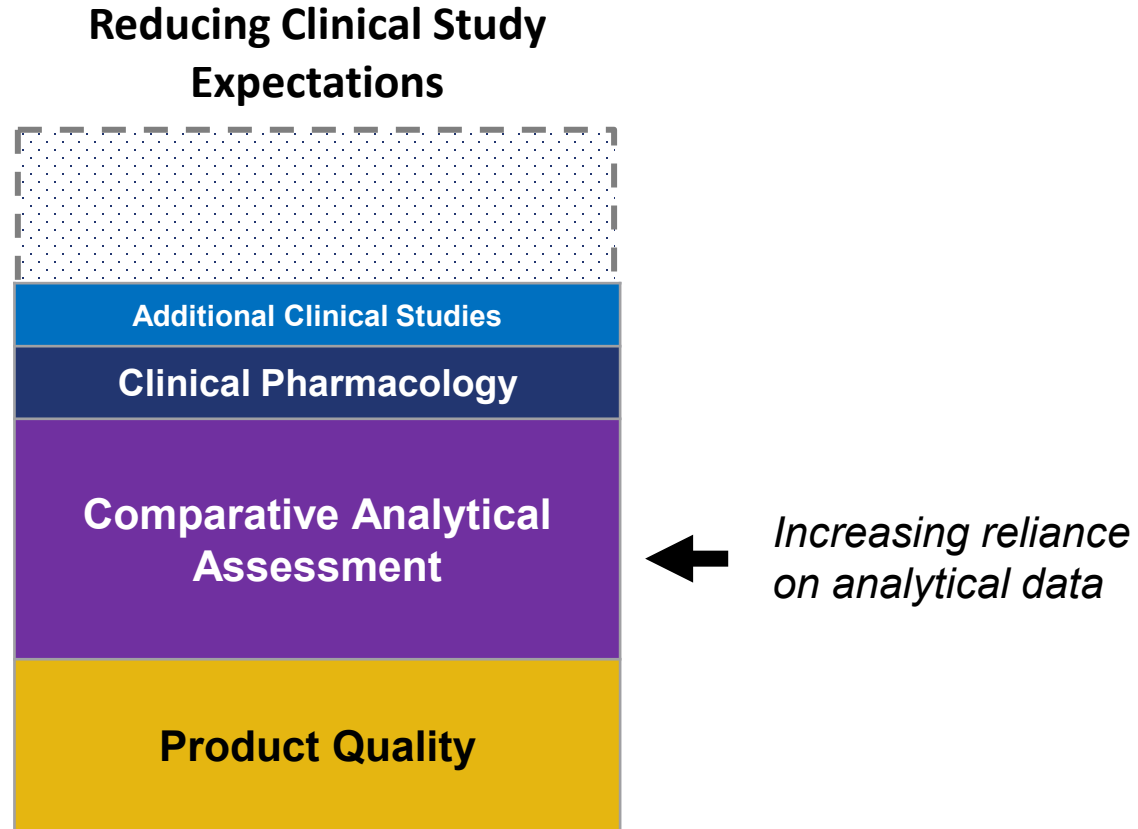 Reducing Clinical Study
Expectations
Additional Clinical Studies
Clinical Pharmacology
Comparative Analytical
Assessment
Increasing reliance
on analytical data
Product Quality